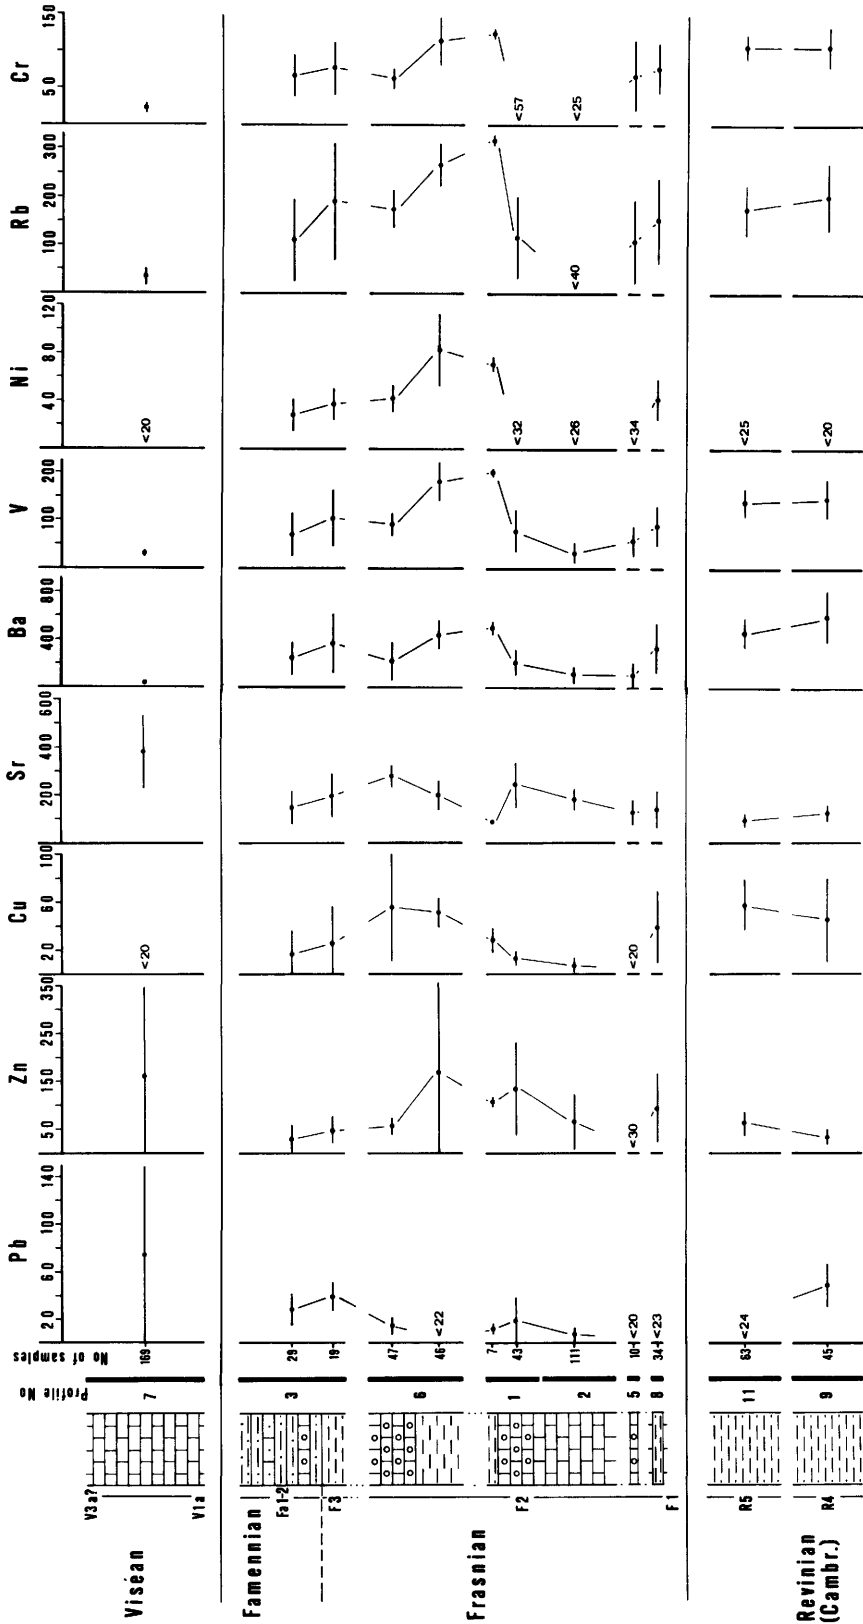 Pb
Zn
Cu
Sr
Ba
V
Ni
Rb
Cr
20 60 100 140
50 150 250 350
20 60 100
200 400 600
400 800
100 200
40 80 120
100 200 300
50 150
Profile No
No of samples
Viséan
V3a?
V1a
7
169
<20
<20
Famennian
Fa1-2
F3
3
29
19
Frasnian
6
47
46
<22
F2
1
7
43
<32
<57
2
111
<26
<40
<25
5
10
<20
<30
<20
<34
F1
8
34
<23
Revinian
(Cambr.)
R5
11
63
<24
<25
R4
9
45
<20